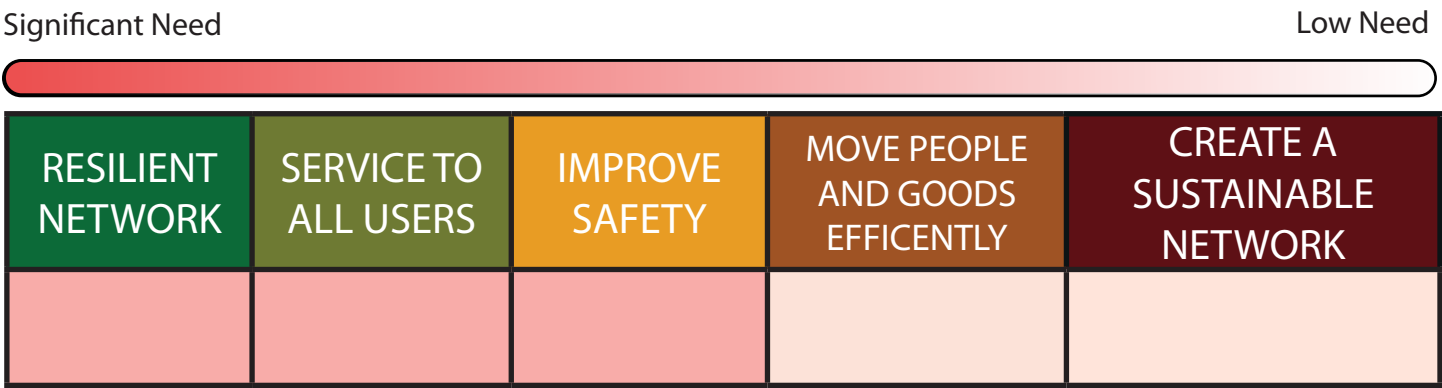 Significant Need
Low Need
RESILIENT
NETWORK
SERVICE TO
ALL USERS
IMPROVE
SAFETY
MOVE PEOPLE
AND GOODS
EFFICENTLY
CREATE A
SUSTAINABLE
NETWORK